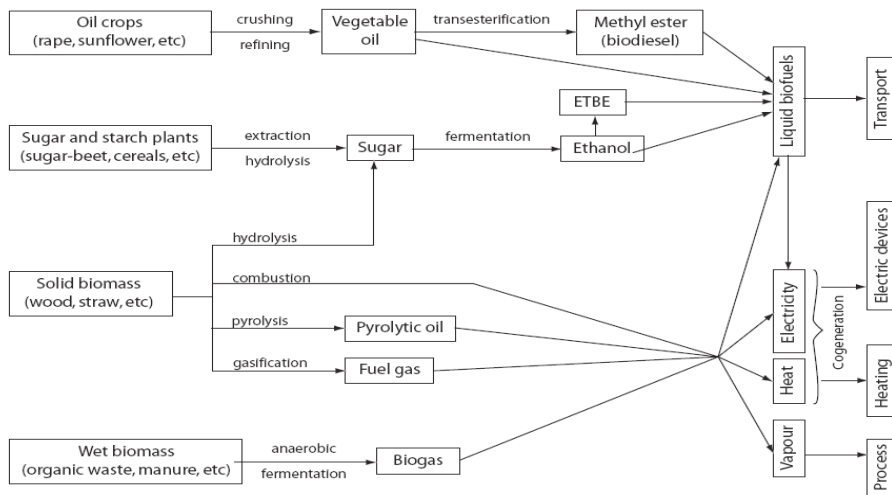 Oil crops
(rape, sunflower, etc)
crushing
refining
Vegetable
oil
transesterification
Methyl ester
(biodiesel)
Liquid biofuels
Transport
ETBE
Sugar and starch plants
(sugar-beet, cereals, etc)
extraction
hydrolysis
Sugar
fermentation
Ethanol
hydrolysis
Solid biomass
(wood, straw, etc)
combustion
pyrolysis
Pyrolytic oil
gasification
Fuel gas
Electricity
Heat
Cogeneration
Electric devices
Heating
Wet biomass
(organic waste, manure, etc)
anaerobic
fermentation
Biogas
Vapour
Process